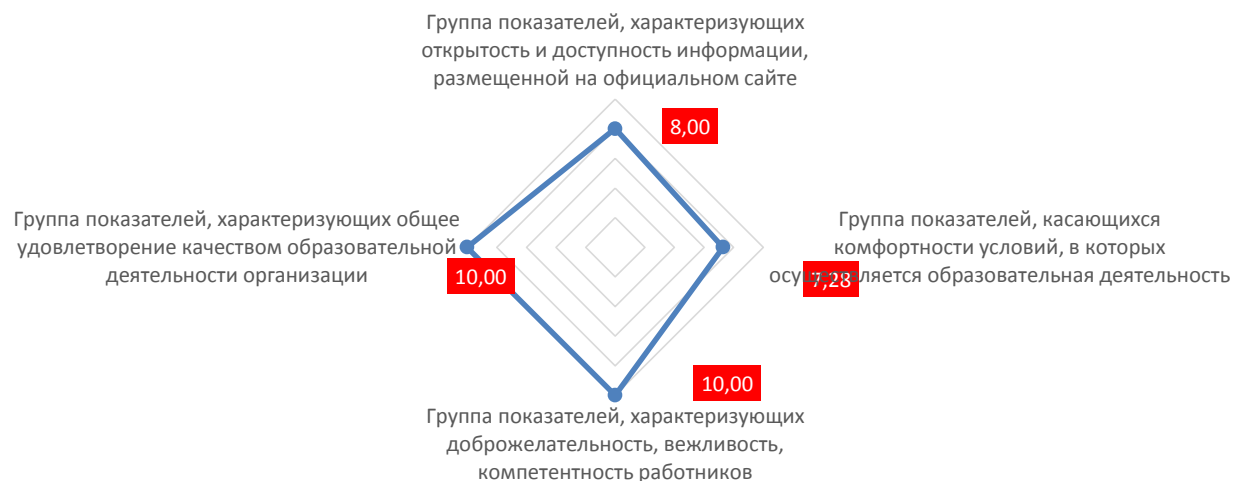 Группа показателей, характеризующих
открытость и доступность информации,
размещенной на официальном сайте
8,00
Группа показателей, характеризующих общее
удовлетворение качеством образовательной
деятельности организации
10,00
Группа показателей, касающихся
комфортности условий, в которых
осуществляется образовательная деятельность
7,28
10,00
Группа показателей, характеризующих
доброжелательность, вежливость,
компетентность работников